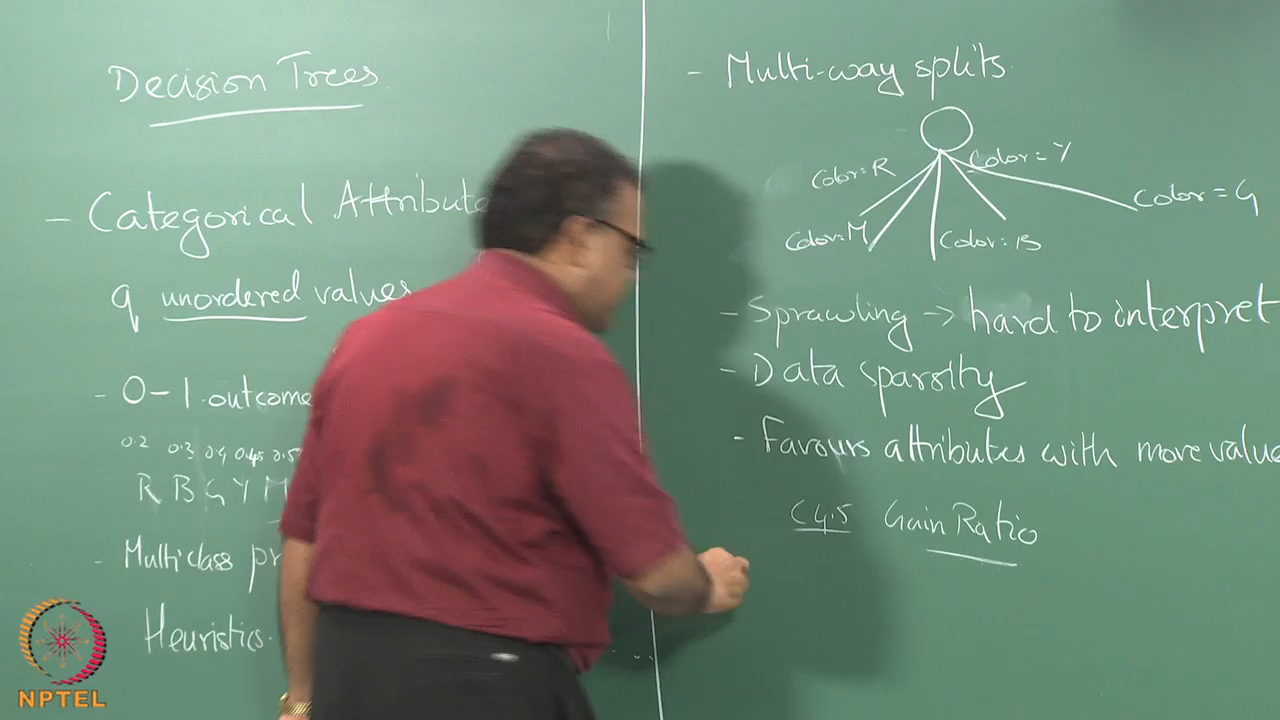 Decision Trees
- Categorical Attribute
q unordered values
- 0-1 outcome
0.2 0.3 0.4 0.45 0.5
R B G Y M
- Multiclass
Heuristics.
- Multi-way splits
Color=R
Color=Y
Color=G
Color=M
Color=B
- Sprawling → hard to interpret
- Data sparsity
- Favours attributes with more value
C4.5 Gain Ratio
NPTEL